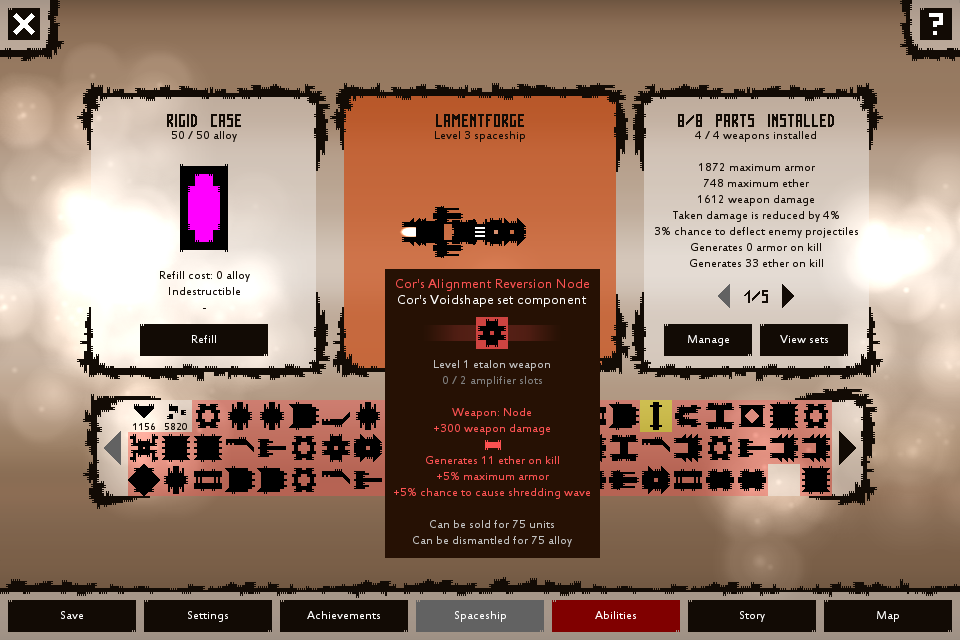 ?
RIGID CASE
50 / 50 alloy
Refill cost: 0 alloy
Indestructible
-
Refill
LAMENTFORGE
Level 3 spaceship
8/8 PARTS INSTALLED
4 / 4 weapons installed
1872 maximum armor
748 maximum ether
1612 weapon damage
Taken damage is reduced by 4%
3% chance to deflect enemy projectiles
Generates 0 armor on kill
Generates 33 ether on kill
1/5
Manage
View sets
Cor's Alignment Reversion Node
Cor's Voidshape set component
Level 1 etalon weapon
0 / 2 amplifier slots
Weapon: Node
+300 weapon damage
Generates 11 ether on kill
+5% maximum armor
+5% chance to cause shredding wave
Can be sold for 75 units
Can be dismantled for 75 alloy
1156
5820
Save
Settings
Achievements
Spaceship
Abilities
Story
Map